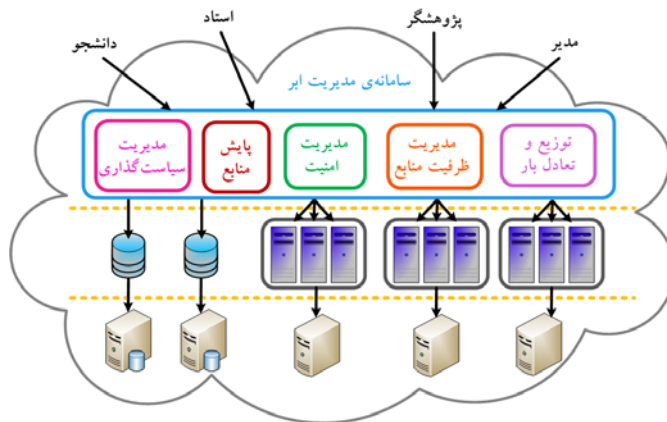 مدیر
پژوهشگر
استاد
دانشجو
سامانه‌ی مدیریت ابر
توزیع و
تعادل بار
مدیریت
ظرفیت منابع
مدیریت
امنیت
پایش
منابع
مدیریت
سیاست‌گذاری